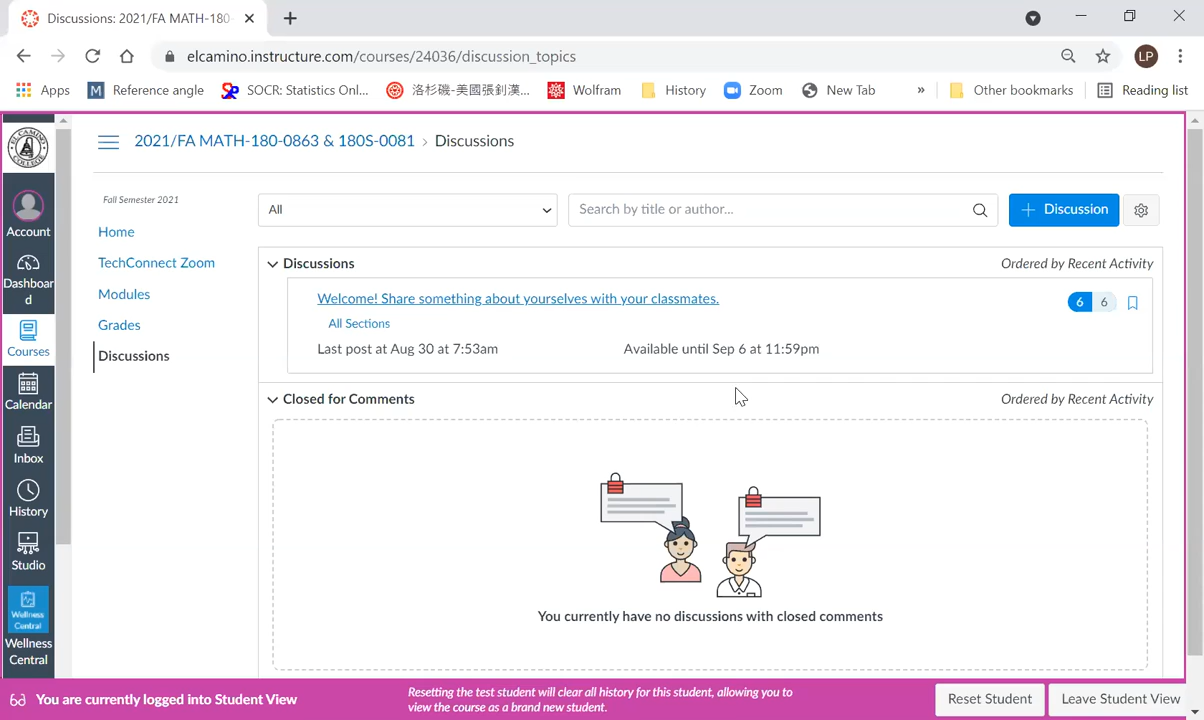 Discussions: 2021/FA MATH-180-
elcamino.instructure.com/courses/24036/discussion_topics
LP
Apps
M Reference angle
SOCR: Statistics Onl...
洛杉磯-美國張釗漢...
Wolfram
History
Zoom
New Tab
»
Other bookmarks
Reading list
EL CAMINO COLLEGE
2021/FA MATH-180-0863 & 180S-0081 › Discussions
Fall Semester 2021
All
Search by title or author...
+ Discussion
Account
Home
Dashboar
d
TechConnect Zoom
Discussions
Ordered by Recent Activity
Modules
Welcome! Share something about yourselves with your classmates.
6 6
Courses
Grades
All Sections
Discussions
Last post at Aug 30 at 7:53am
Available until Sep 6 at 11:59pm
Calendar
Closed for Comments
Ordered by Recent Activity
Inbox
History
Studio
Wellness
Central
Wellness
Central
You currently have no discussions with closed comments
You are currently logged into Student View
Resetting the test student will clear all history for this student, allowing you to
view the course as a brand new student.
Reset Student
Leave Student View